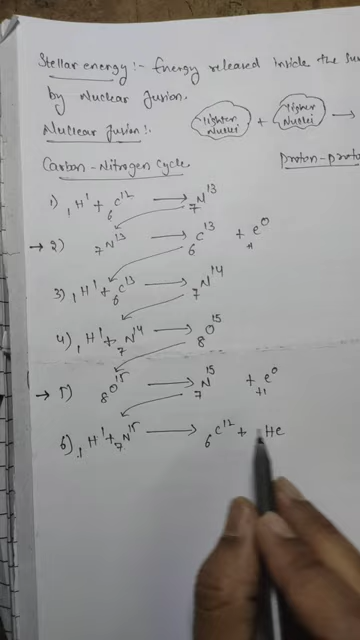 Stellar energy :- Energy released inside the Sun
by Nuclear fusion.
Nuclear fusion :- lighter Nuclei + lighter Nuclei →
Carbon-Nitrogen Cycle Proton-proto
1) ₁H¹ + ₆C¹² → ₇N¹³
→ 2) ₇N¹³ → ₆C¹³ + ₊₁e⁰
3) ₁H¹ + ₆C¹³ → ₇N¹⁴
4) ₁H¹ + ₇N¹⁴ → ₈O¹⁵
→ 5) ₈O¹⁵ → ₇N¹⁵ + ₊₁e⁰
6) ₁H¹ + ₇N¹⁵ → ₆C¹² + He